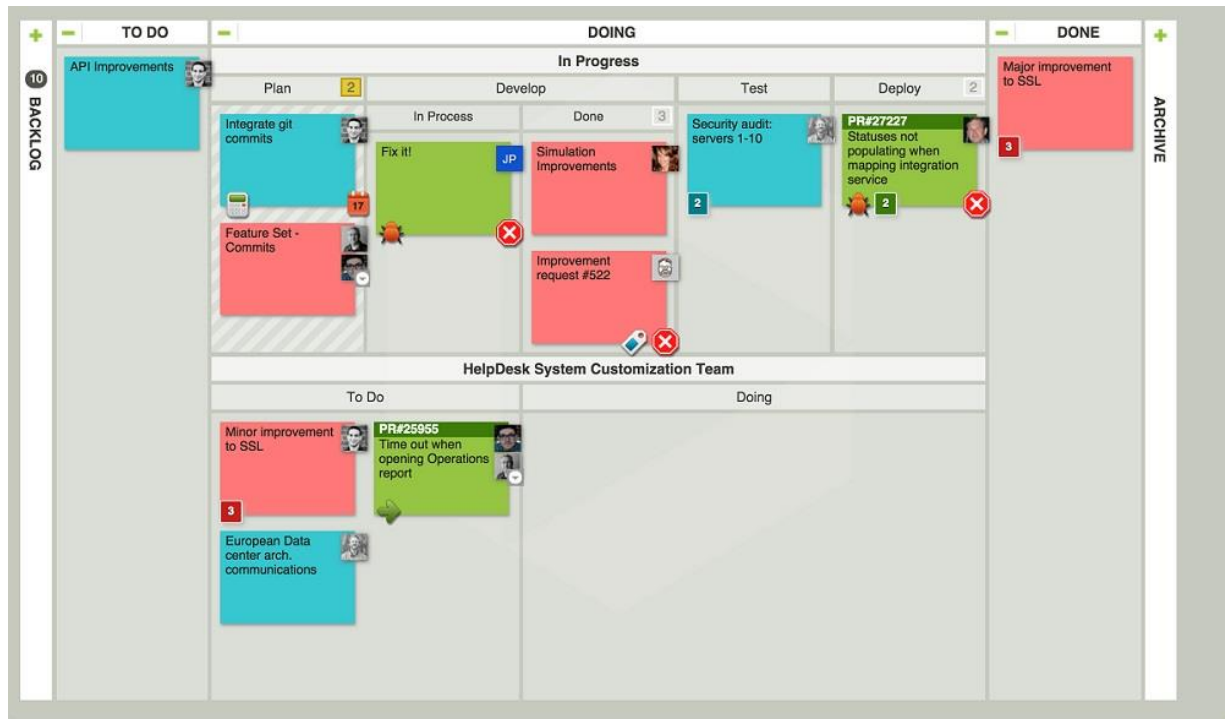 TO DO
DOING
DONE
10
BACKLOG
ARCHIVE
API Improvements
In Progress
Plan 2
Develop
Test
Deploy 2
In Process
Done 3
Integrate git
commits
17
Feature Set -
Commits
Fix it!
JP
Simulation
Improvements
Improvement
request #522
Security audit:
servers 1-10
2
PR#27227
Statuses not
populating when
mapping integration
service
2
Major improvement
to SSL
3
HelpDesk System Customization Team
To Do
Doing
Minor improvement
to SSL
3
PR#25955
Time out when
opening Operations
report
European Data
center arch.
communications